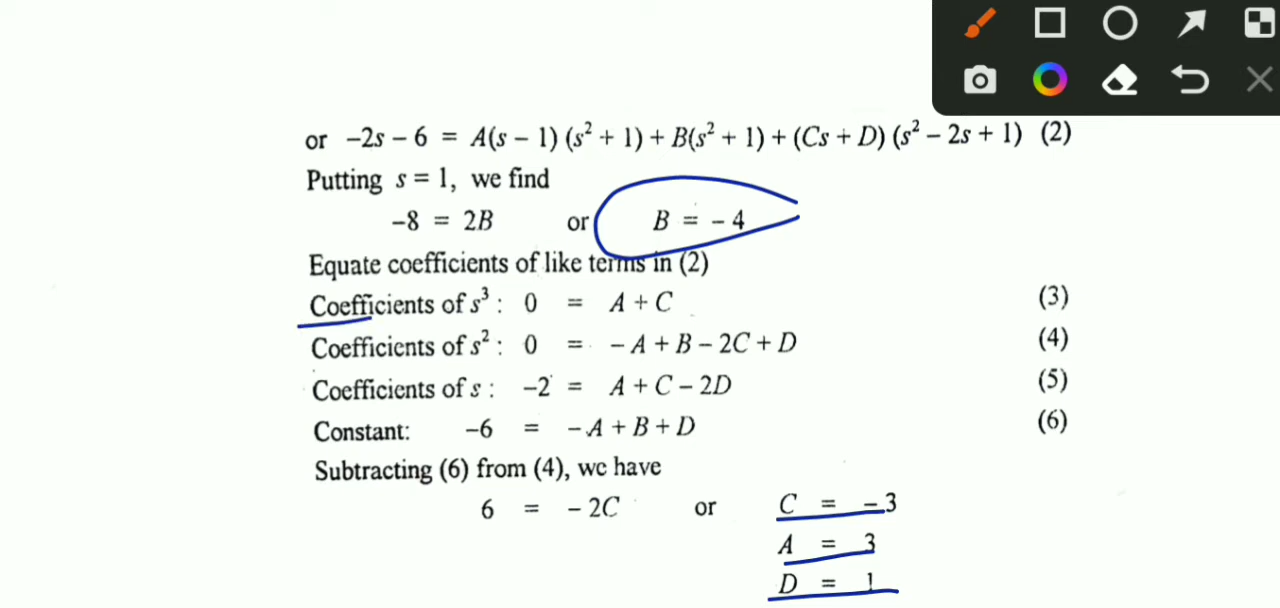 or −2s − 6 = A(s − 1) (s² + 1) + B(s² + 1) + (Cs + D) (s² − 2s + 1) (2)
Putting s = 1, we find
−8 = 2B or B = − 4
Equate coefficients of like terms in (2)
Coefficients of s³ : 0 = A + C (3)
Coefficients of s² : 0 = − A + B − 2C + D (4)
Coefficients of s : −2 = A + C − 2D (5)
Constant: −6 = − A + B + D (6)
Subtracting (6) from (4), we have
6 = − 2C or C = −3
A = 3
D = 1